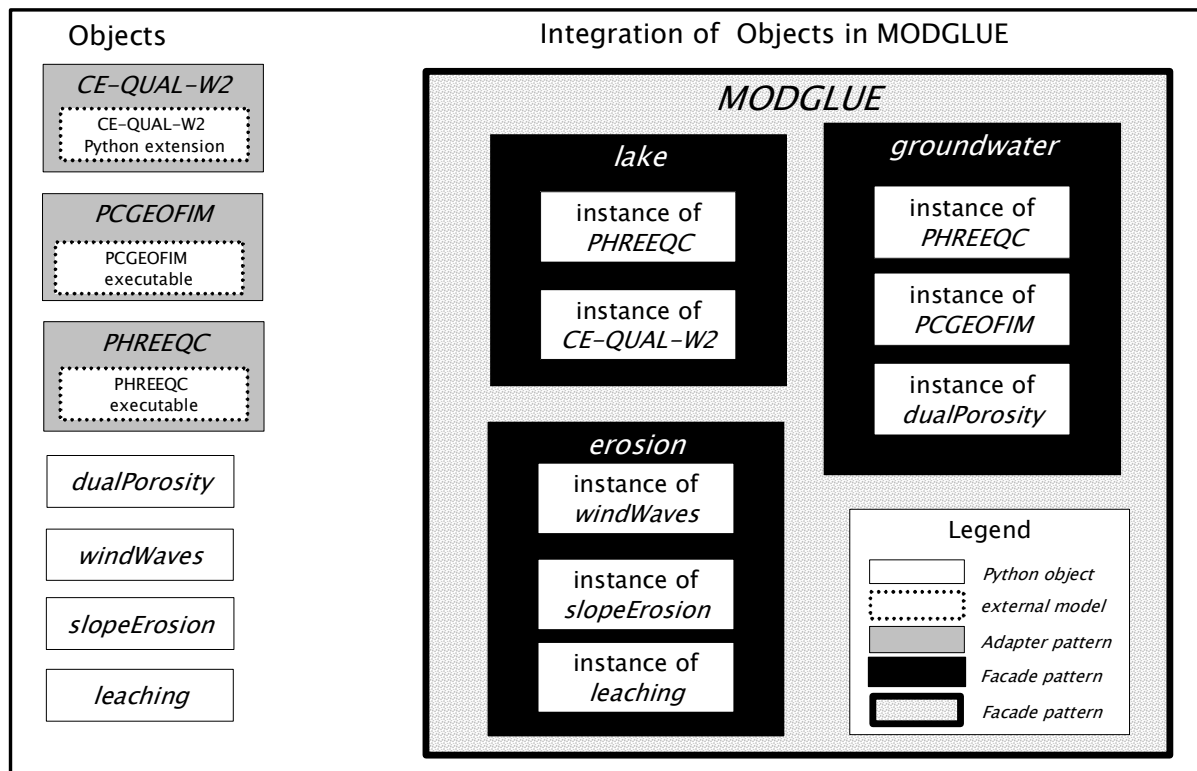 Objects
CE-QUAL-W2
CE-QUAL-W2
Python extension
PCGEOFIM
PCGEOFIM
executable
PHREEQC
PHREEQC
executable
dualPorosity
windWaves
slopeErosion
leaching
Integration of Objects in MODGLUE
MODGLUE
lake
instance of
PHREEQC
instance of
CE-QUAL-W2
groundwater
instance of
PHREEQC
instance of
PCGEOFIM
instance of
dualPorosity
erosion
instance of
windWaves
instance of
slopeErosion
instance of
leaching
Legend
Python object
external model
Adapter pattern
Facade pattern
Facade pattern